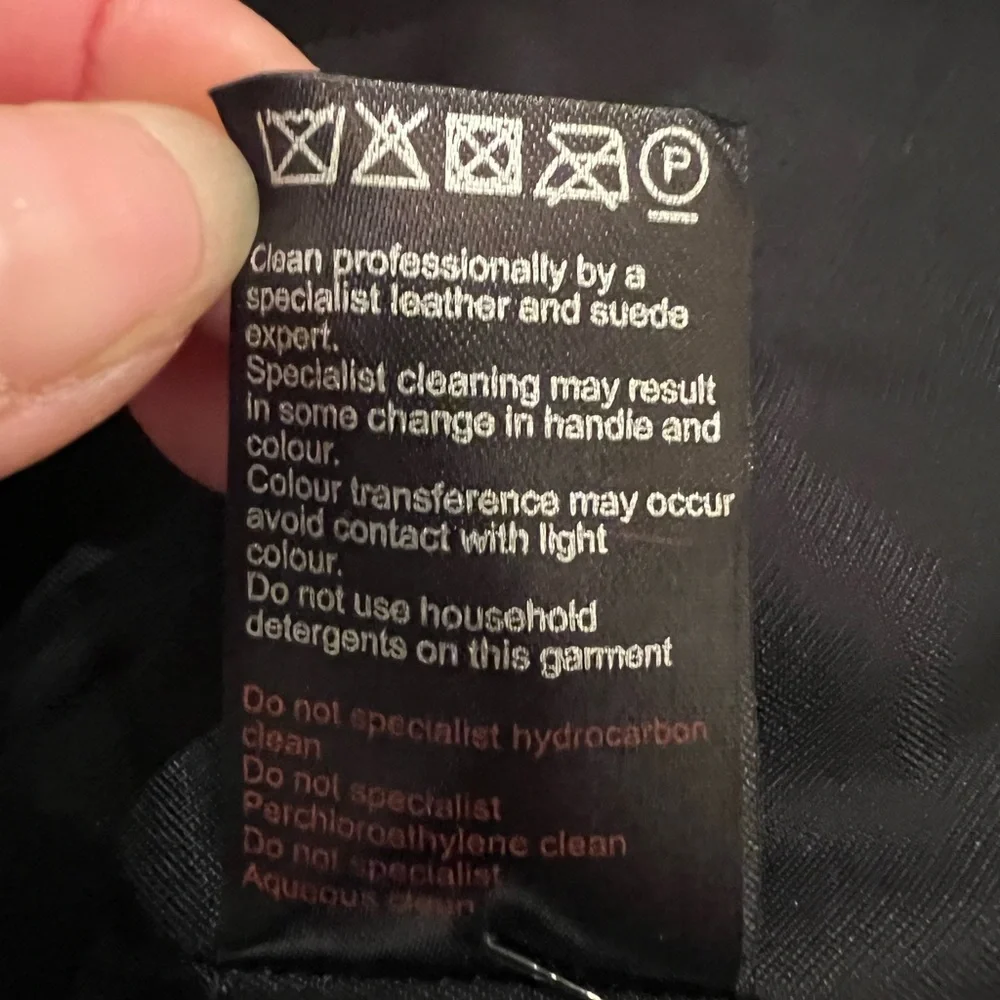 P
Clean professionally by a
specialist leather and suede
expert.
Specialist cleaning may result
in some change in handle and
colour.
Colour transference may occur
avoid contact with light
colour.
Do not use household
detergents on this garment
Do not specialist hydrocarbon
clean
Do not specialist
Perchloroethylene clean
Do not specialist
Aqueous clean